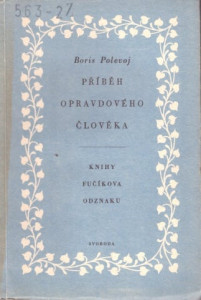 563-27
Boris Polevoj
PŘÍBĚH
OPRAVDOVÉHO
ČLOVĚKA
KNIHY
FUČÍKOVA
ODZNAKU
SVOBODA